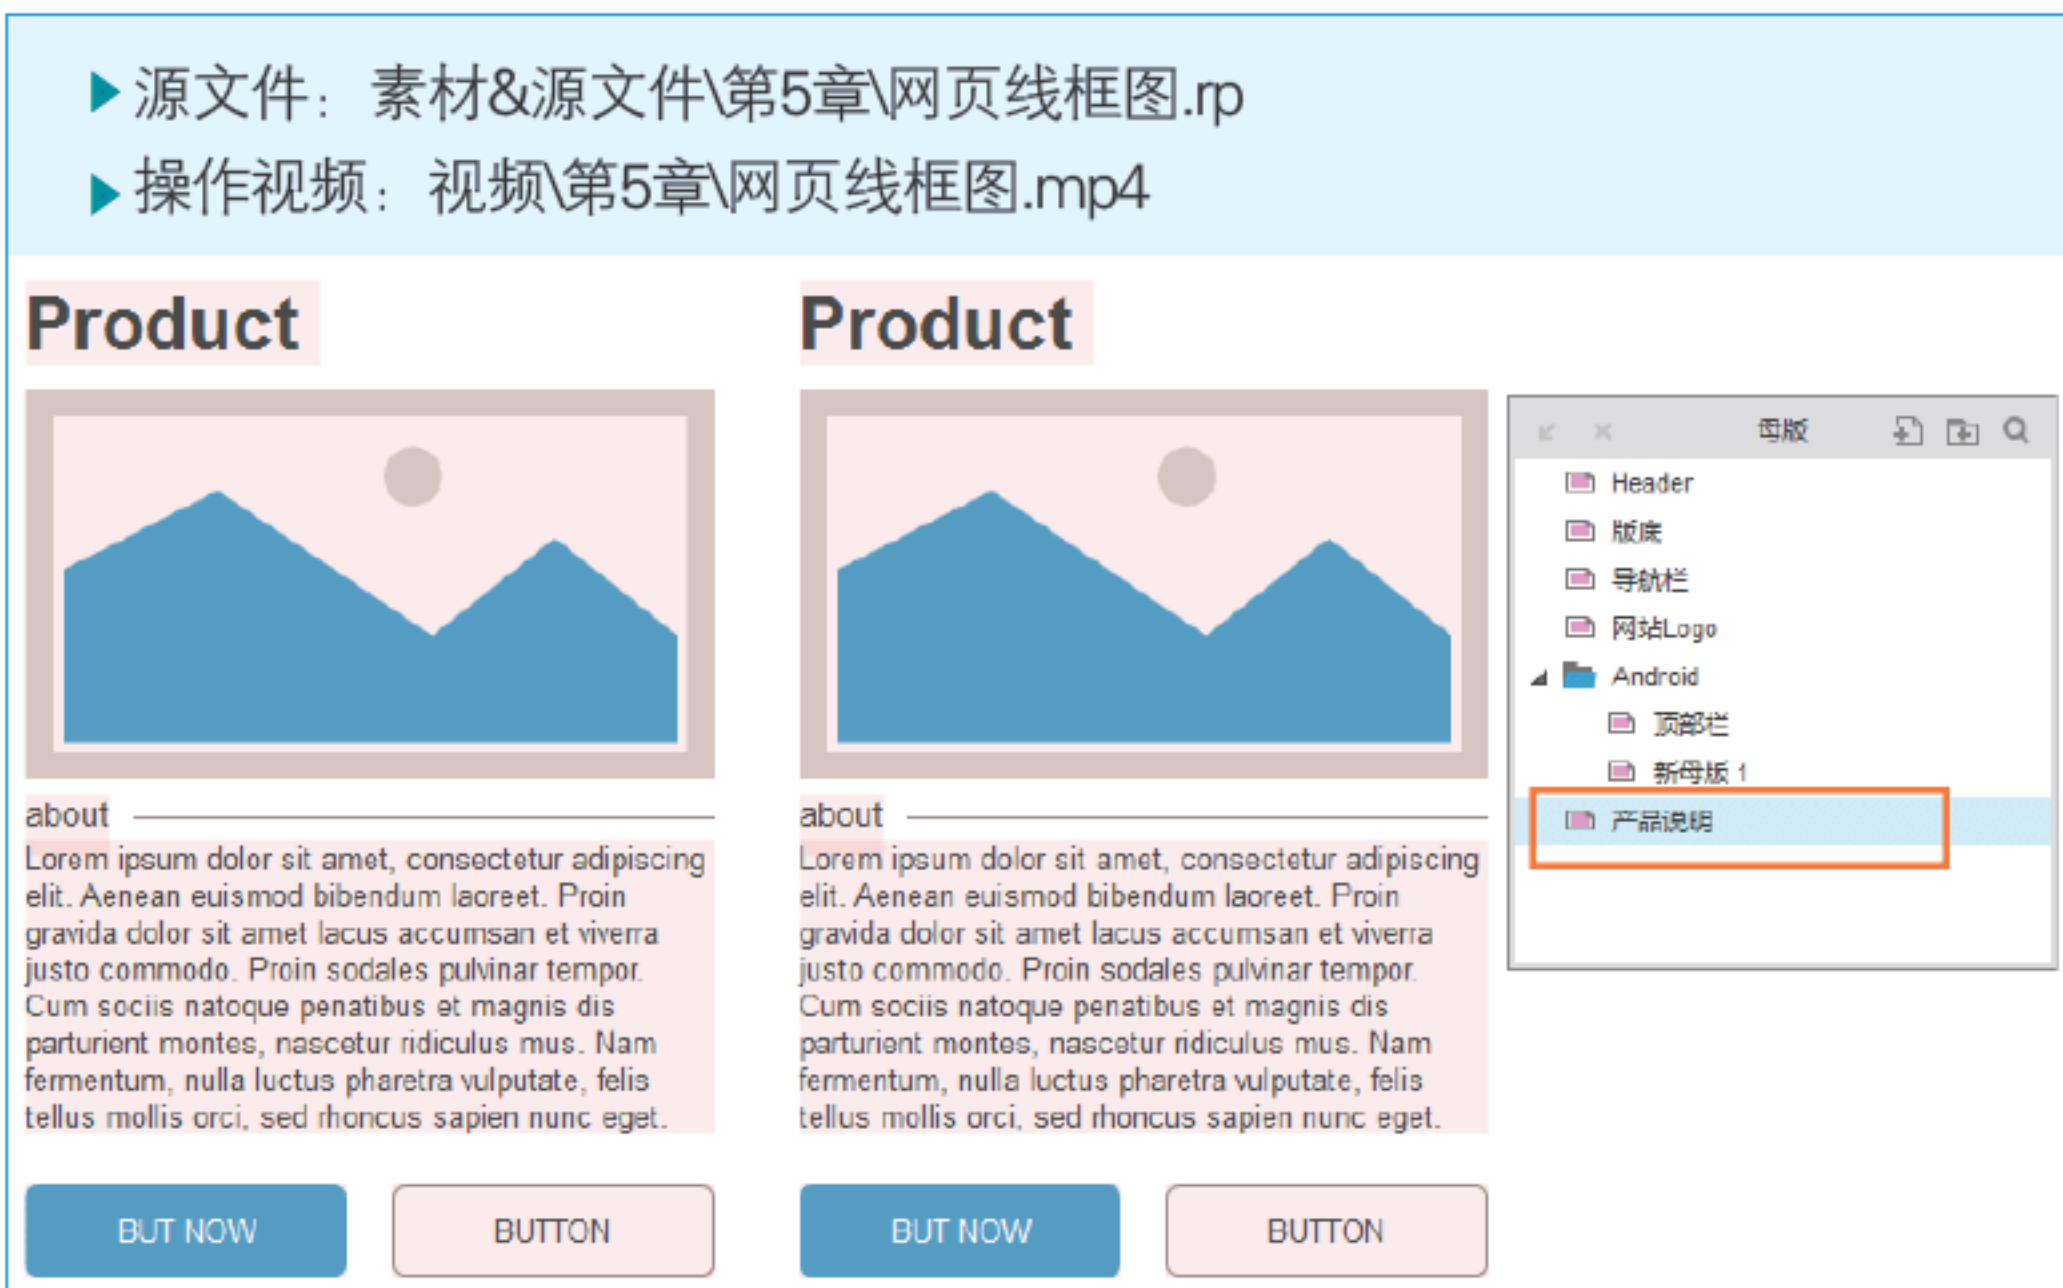 源文件：素材&源文件\第5章\网页线框图.rp
操作视频：视频\第5章\网页线框图.mp4
Product
about
Lorem ipsum dolor sit amet, consectetur adipiscing
elit. Aenean euismod bibendum laoreet. Proin
gravida dolor sit amet lacus accumsan et viverra
justo commodo. Proin sodales pulvinar tempor.
Cum sociis natoque penatibus et magnis dis
parturient montes, nascetur ridiculus mus. Nam
fermentum, nulla luctus pharetra vulputate, felis
tellus mollis orci, sed rhoncus sapien nunc eget.
BUT NOW
BUTTON
Product
about
Lorem ipsum dolor sit amet, consectetur adipiscing
elit. Aenean euismod bibendum laoreet. Proin
gravida dolor sit amet lacus accumsan et viverra
justo commodo. Proin sodales pulvinar tempor.
Cum sociis natoque penatibus et magnis dis
parturient montes, nascetur ridiculus mus. Nam
fermentum, nulla luctus pharetra vulputate, felis
tellus mollis orci, sed rhoncus sapien nunc eget.
BUT NOW
BUTTON
母版
Header
版底
导航栏
网站Logo
Android
顶部栏
新母版 1
产品说明